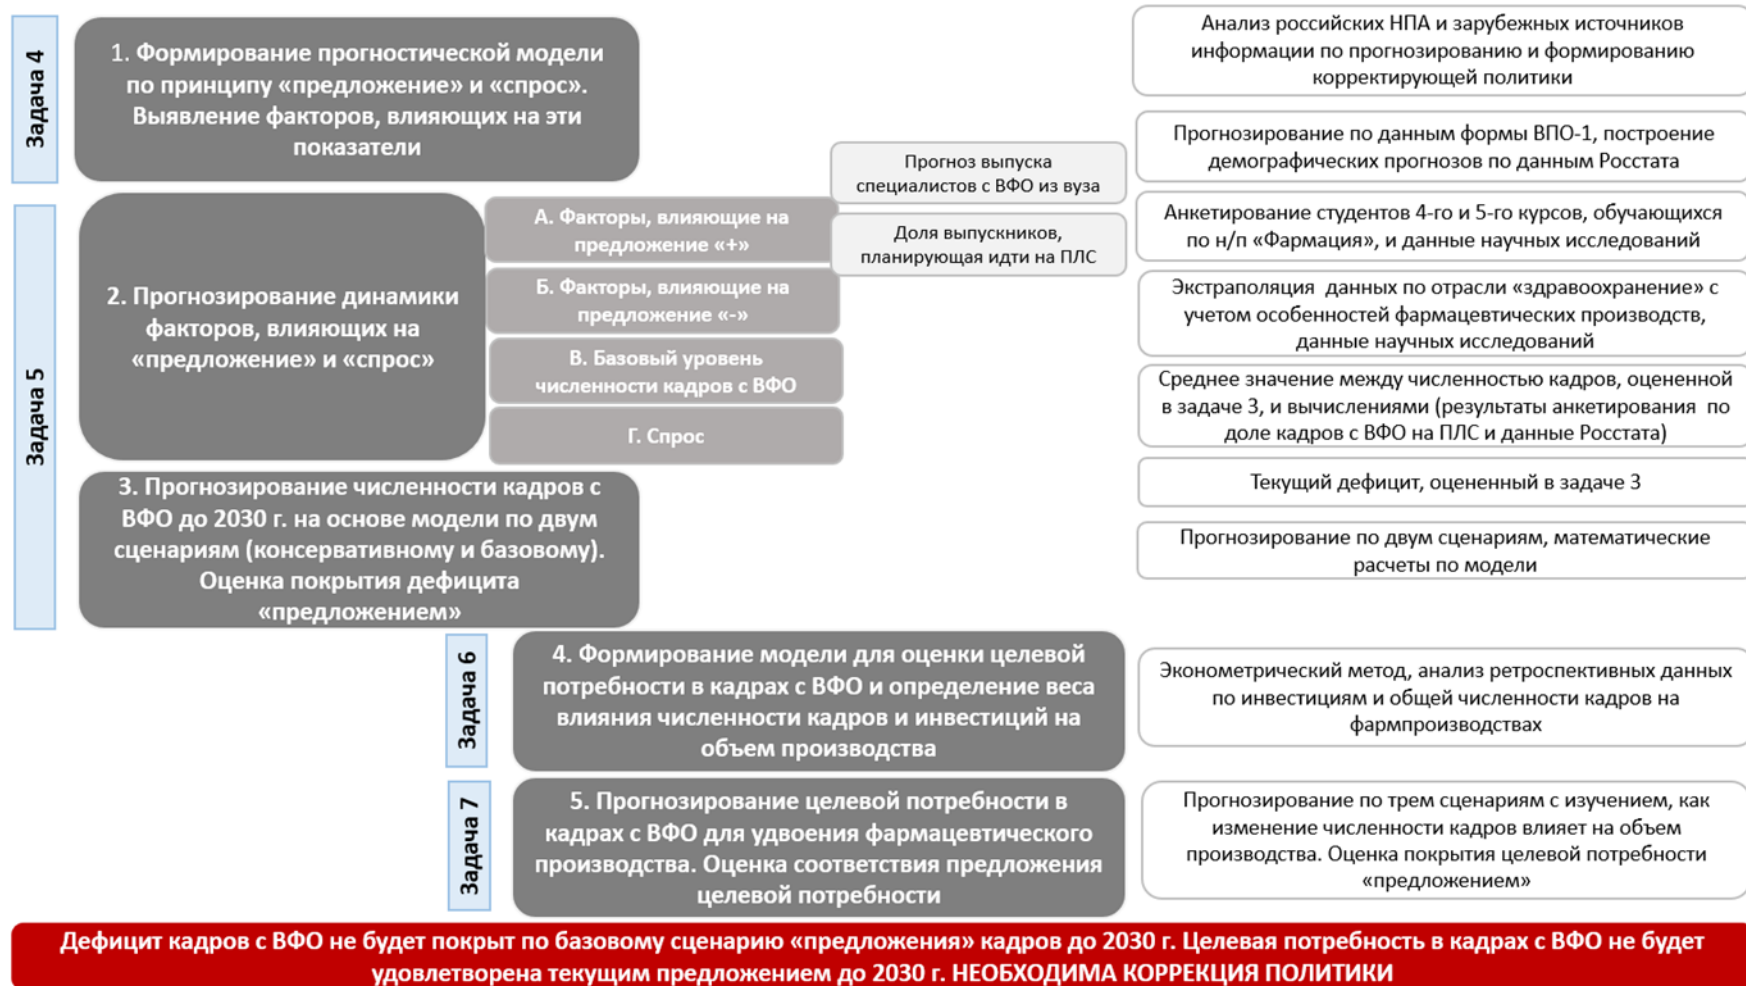 Задача 4
1. Формирование прогностической модели
по принципу «предложение» и «спрос».
Выявление факторов, влияющих на эти
показатели
Анализ российских НПА и зарубежных источников
информации по прогнозированию и формированию
корректирующей политики
Задача 5
2. Прогнозирование динамики
факторов, влияющих на
«предложение» и «спрос»
А. Факторы, влияющие на
предложение «+»
Прогноз выпуска
специалистов с ВФО из вуза
Прогнозирование по данным формы ВПО-1, построение
демографических прогнозов по данным Росстата
Доля выпускников,
планирующая идти на ПЛС
Анкетирование студентов 4-го и 5-го курсов, обучающихся
по н/п «Фармация», и данные научных исследований
Б. Факторы, влияющие на
предложение «-»
Экстраполяция данных по отрасли «здравоохранение» с
учетом особенностей фармацевтических производств,
данные научных исследований
В. Базовый уровень
численности кадров с ВФО
Среднее значение между численностью кадров, оцененной
в задаче 3, и вычислениями (результаты анкетирования по
доле кадров с ВФО на ПЛС и данные Росстата)
Г. Спрос
Текущий дефицит, оцененный в задаче 3
3. Прогнозирование численности кадров с
ВФО до 2030 г. на основе модели по двум
сценариям (консервативному и базовому).
Оценка покрытия дефицита
«предложением»
Прогнозирование по двум сценариям, математические
расчеты по модели
Задача 6
4. Формирование модели для оценки целевой
потребности в кадрах с ВФО и определение веса
влияния численности кадров и инвестиций на
объем производства
Эконометрический метод, анализ ретроспективных данных
по инвестициям и общей численности кадров на
фармпроизводствах
Задача 7
5. Прогнозирование целевой потребности в
кадрах с ВФО для удвоения фармацевтического
производства. Оценка соответствия предложения
целевой потребности
Прогнозирование по трем сценариям с изучением, как
изменение численности кадров влияет на объем
производства. Оценка покрытия целевой потребности
«предложением»
Дефицит кадров с ВФО не будет покрыт по базовому сценарию «предложения» кадров до 2030 г. Целевая потребность в кадрах с ВФО не будет
удовлетворена текущим предложением до 2030 г. НЕОБХОДИМА КОРРЕКЦИЯ ПОЛИТИКИ